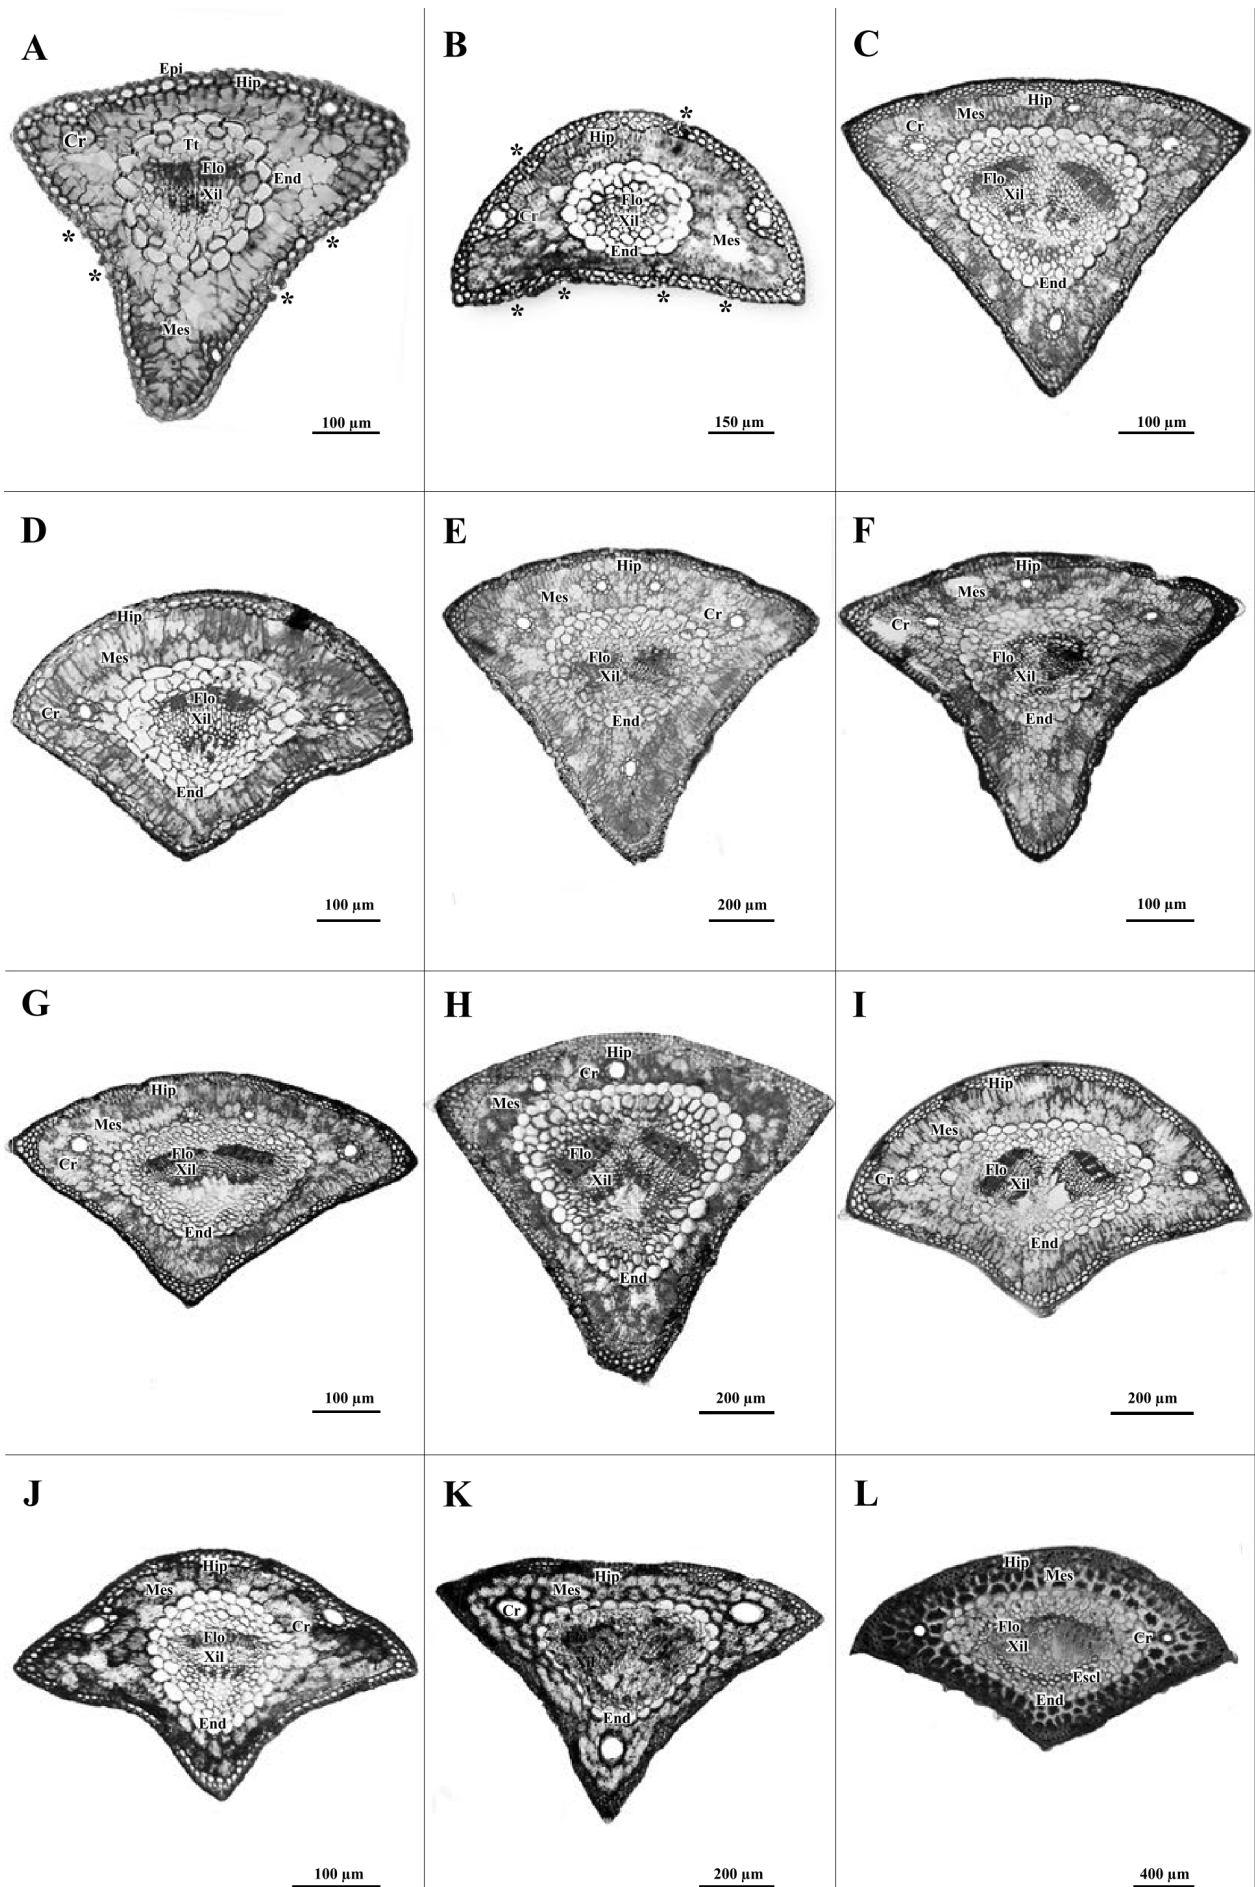 A
Epi
Hip
Cr
Tt
Flo
End
Xil
*
*
*
*
Mes
100 µm
B
*
*
Hip
Flo
Cr
Xil
Mes
End
*
*
*
*
150 µm
C
Hip
Mes
Cr
Flo
Xil
End
100 µm
D
Hip
Mes
Flo
Cr
Xil
End
100 µm
E
Hip
Mes
Cr
Flo
Xil
End
200 µm
F
Hip
Mes
Cr
Flo
Xil
End
100 µm
G
Hip
Mes
Flo
Cr
Xil
End
100 µm
H
Hip
Cr
Mes
Flo
Xil
End
200 µm
I
Hip
Mes
Flo
Cr
Xil
End
200 µm
J
Hip
Mes
Cr
Flo
Xil
End
100 µm
K
Hip
Mes
Cr
Flo
Xil
End
200 µm
L
Hip
Mes
Flo
Cr
Xil
Escl
End
400 µm